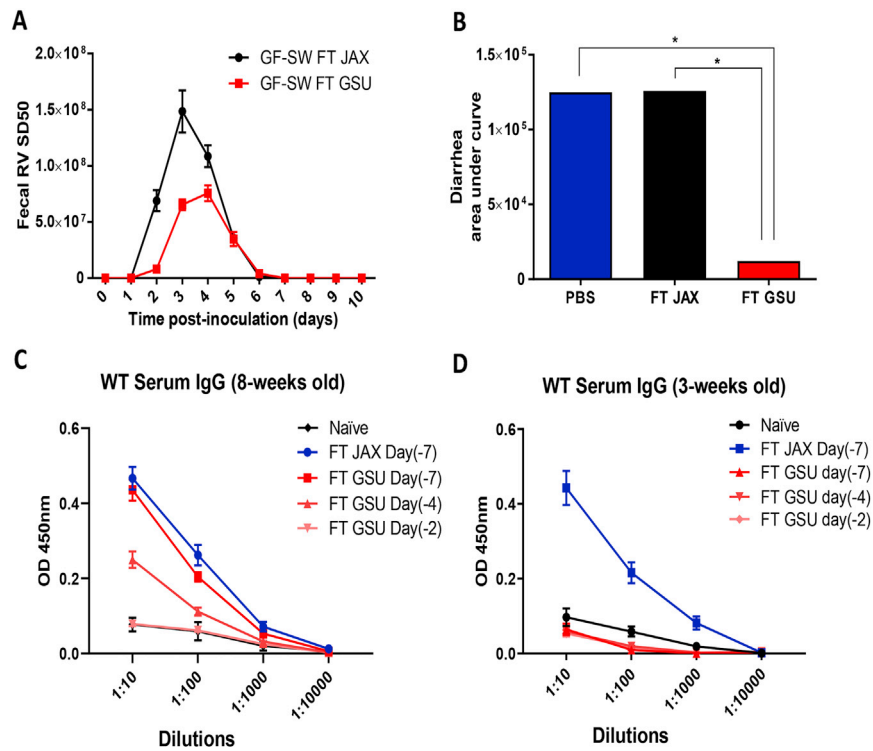 A
GF-SW FT JAX
GF-SW FT GSU
Fecal RV SD50
2.0×10⁸
1.5×10⁸
1.0×10⁸
5.0×10⁷
0
0 1 2 3 4 5 6 7 8 9 10
Time post-inoculation (days)
B
Diarrhea
area under curve
1.5×10⁵
1×10⁵
5×10⁴
0
*
*
PBS FT JAX FT GSU
C
WT Serum IgG (8-weeks old)
Naïve
FT JAX Day(-7)
FT GSU Day(-7)
FT GSU Day(-4)
FT GSU Day(-2)
OD 450nm
0.6
0.4
0.2
0.0
1:10 1:100 1:1000 1:10000
Dilutions
D
WT Serum IgG (3-weeks old)
Naïve
FT JAX Day(-7)
FT GSU day(-7)
FT GSU day(-4)
FT GSU day(-2)
OD 450nm
0.6
0.4
0.2
0.0
1:10 1:100 1:1000 1:10000
Dilutions